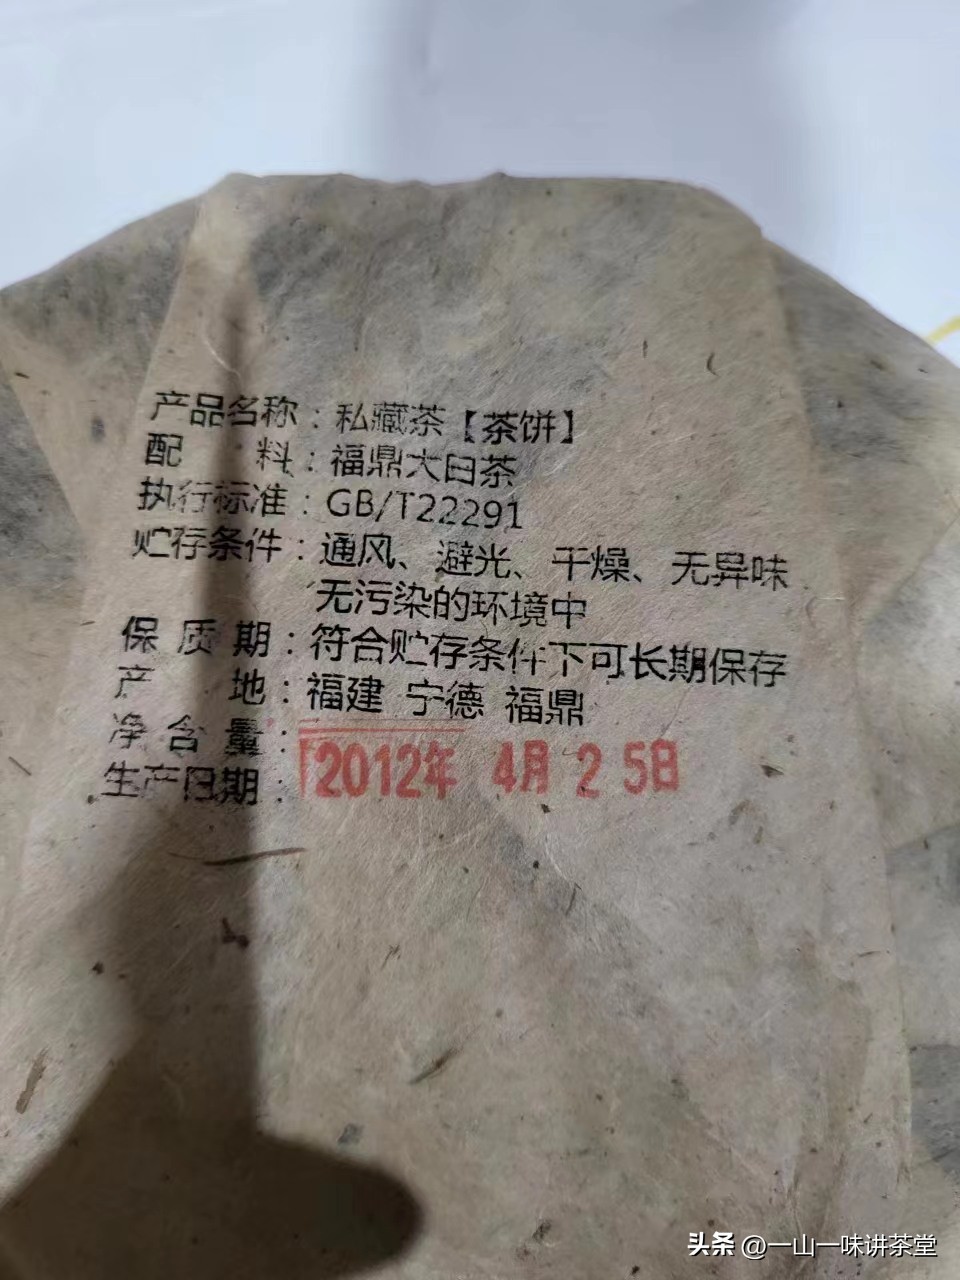 产品名称：私藏茶【茶饼】
配 料：福鼎大白茶
执行标准：GB/T22291
贮存条件：通风、避光、干燥、无异味
无污染的环境中
保 质 期：符合贮存条件下可长期保存
产 地：福建 宁德 福鼎
净 含 量：
生产日期：2012年 4月 2 5日
头条 @一山一味讲茶堂